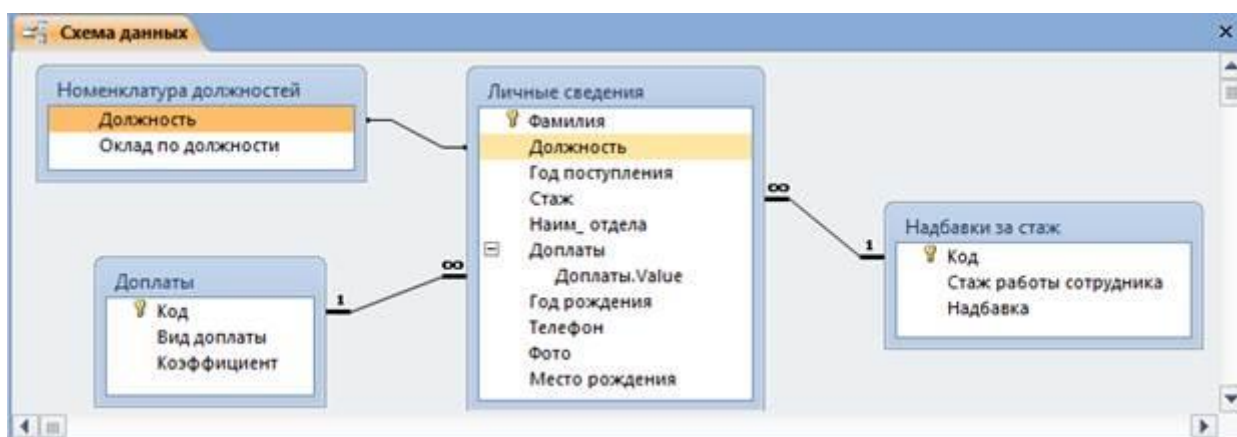 Схема данных
Номенклатура должностей
Должность
Оклад по должности
Доплаты
Код
Вид доплаты
Коэффициент
1
∞
Личные сведения
Фамилия
Должность
Год поступления
Стаж
Наим_ отдела
Доплаты
Доплаты.Value
Год рождения
Телефон
Фото
Место рождения
∞
1
Надбавки за стаж
Код
Стаж работы сотрудника
Надбавка